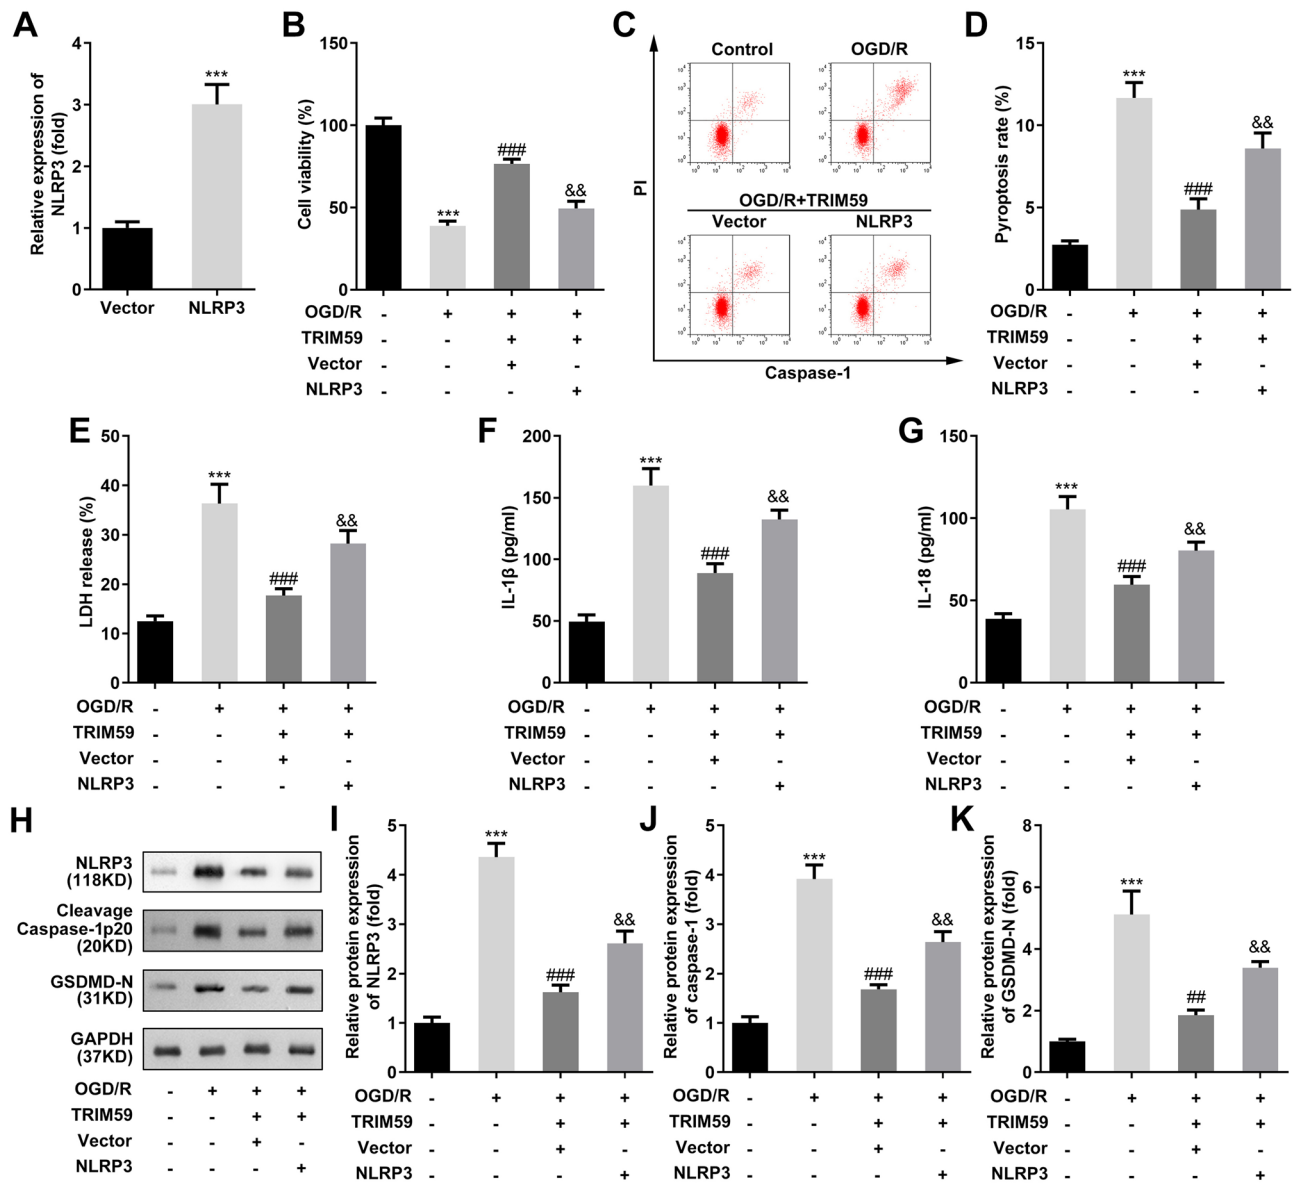 A
Relative expression of
NLRP3 (fold)
4
3
2
1
0
***
Vector
NLRP3
B
Cell viability (%)
150
100
50
0
***
###
&&
OGD/R - + + +
TRIM59 - - + +
Vector - - + -
NLRP3 - - - +
C
PI
Control
OGD/R
OGD/R+TRIM59
Vector
NLRP3
Caspase-1
D
Pyroptosis rate (%)
15
10
5
0
***
###
&&
OGD/R - + + +
TRIM59 - - + +
Vector - - + -
NLRP3 - - - +
E
LDH release (%)
50
40
30
20
10
0
***
###
&&
OGD/R - + + +
TRIM59 - - + +
Vector - - + -
NLRP3 - - - +
F
IL-1β (pg/ml)
200
150
100
50
0
***
###
&&
OGD/R - + + +
TRIM59 - - + +
Vector - - + -
NLRP3 - - - +
G
IL-18 (pg/ml)
150
100
50
0
***
###
&&
OGD/R - + + +
TRIM59 - - + +
Vector - - + -
NLRP3 - - - +
H
NLRP3
(118KD)
Cleavage
Caspase-1p20
(20KD)
GSDMD-N
(31KD)
GAPDH
(37KD)
OGD/R - + + +
TRIM59 - - + +
Vector - - + -
NLRP3 - - - +
I
Relative protein expression
of NLRP3 (fold)
5
4
3
2
1
0
***
###
&&
OGD/R - + + +
TRIM59 - - + +
Vector - - + -
NLRP3 - - - +
J
Relative protein expression
of caspase-1 (fold)
5
4
3
2
1
0
***
###
&&
OGD/R - + + +
TRIM59 - - + +
Vector - - + -
NLRP3 - - - +
K
Relative protein expression
of GSDMD-N (fold)
8
6
4
2
0
***
##
&&
OGD/R - + + +
TRIM59 - - + +
Vector - - + -
NLRP3 - - - +